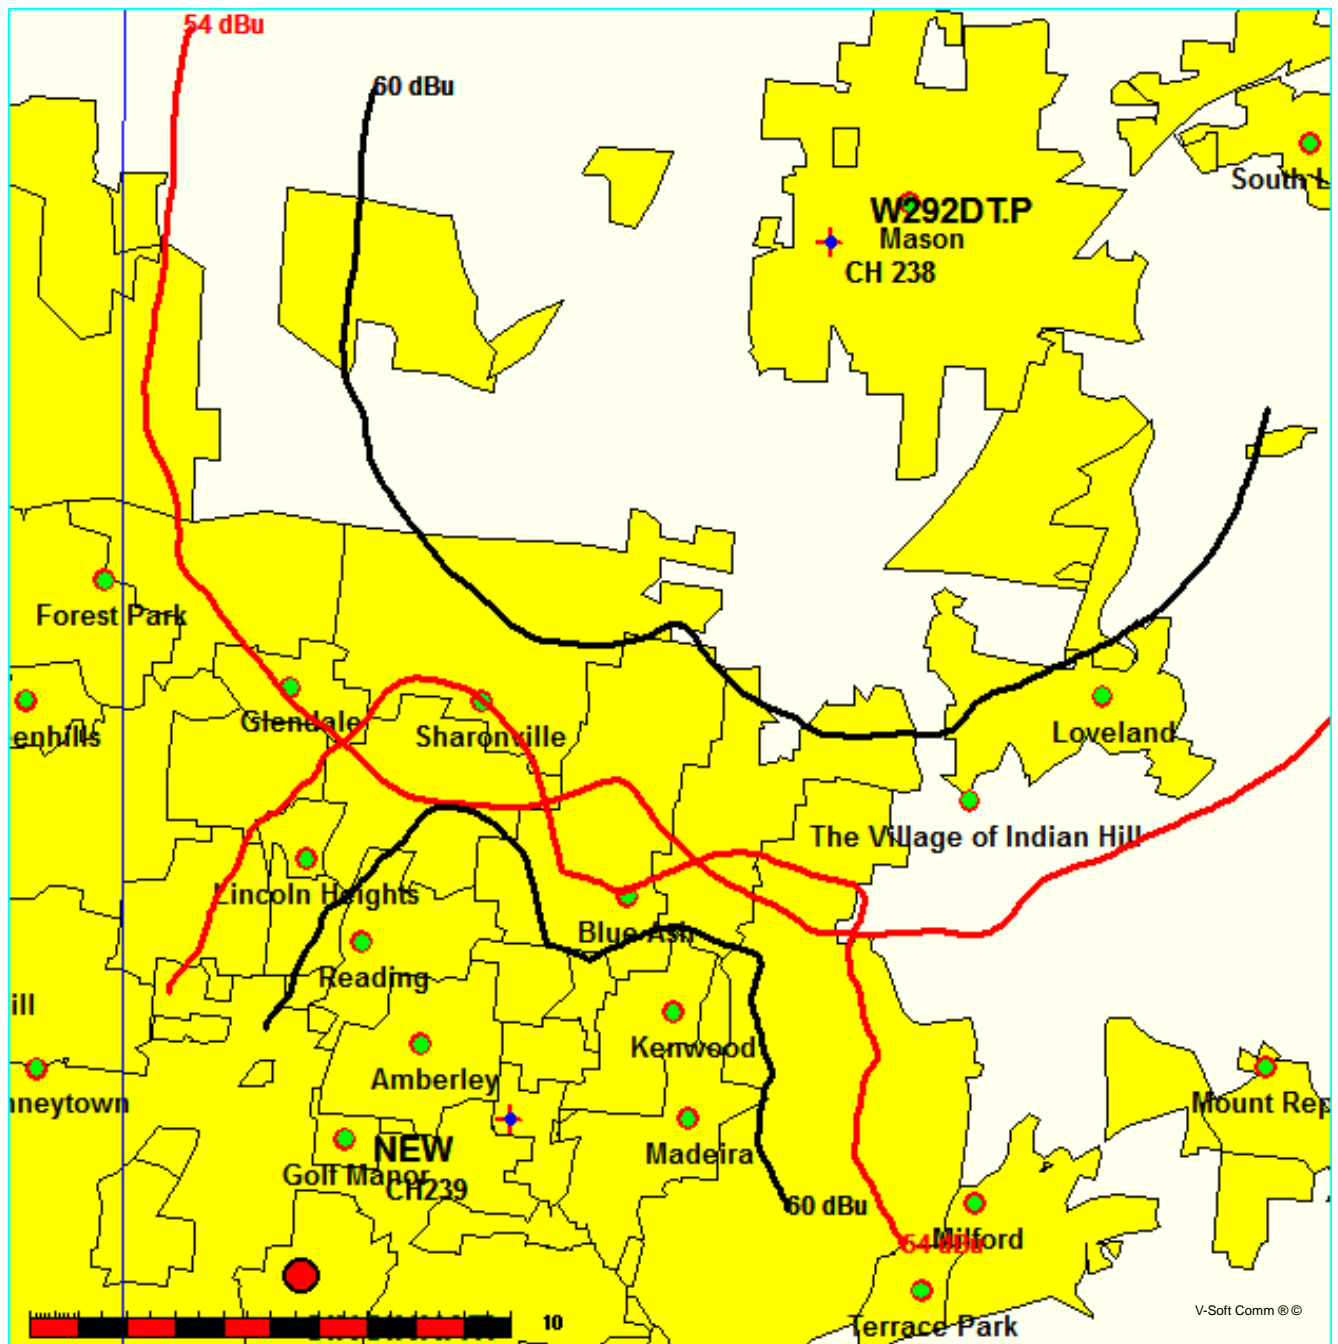 54 dBu
60 dBu
South L
W292DT.P
Mason
CH 238
Forest Park
enhills
Glendale
Sharonville
Loveland
The Village of Indian Hill
Lincoln Heights
Blue Ash
Reading
ill
Kenwood
Amberley
nneytown
Mount Rep
NEW
Madeira
Golf Manor
CH239
60 dBu
54 dBu
Milford
V-Soft Comm ® ©
10
Terrace Park